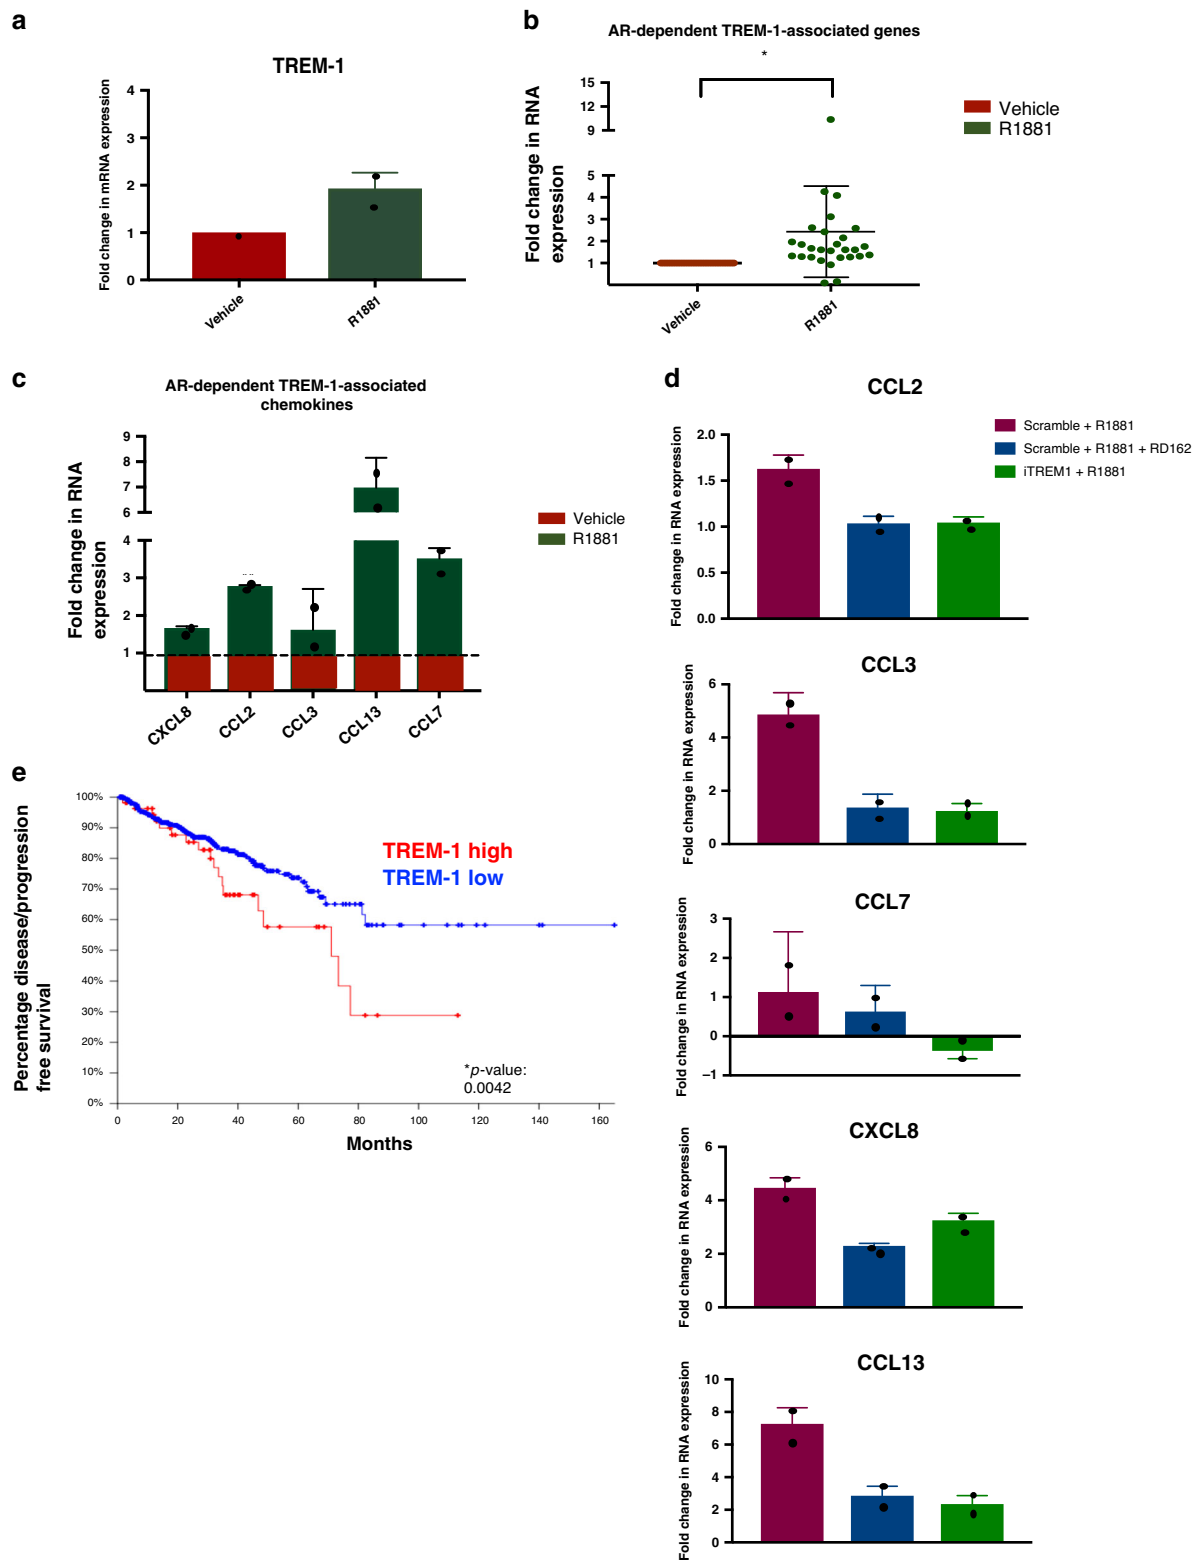 a
TREM-1
Fold change in mRNA expression
4
3
2
1
0
Vehicle
R1881
b
AR-dependent TREM-1-associated genes
*
Fold change in RNA
expression
15
12
9
5
4
3
2
1
Vehicle
R1881
Vehicle
R1881
c
AR-dependent TREM-1-associated
chemokines
Fold change in RNA
expression
9
8
7
6
4
3
2
1
CXCL8
CCL2
CCL3
CCL13
CCL7
Vehicle
R1881
d
CCL2
Fold change in RNA expression
2.0
1.5
1.0
0.5
0.0
Scramble + R1881
Scramble + R1881 + RD162
iTREM1 + R1881
CCL3
Fold change in RNA expression
6
4
2
0
CCL7
Fold change in RNA expression
3
2
1
0
−1
CXCL8
Fold change in RNA expression
6
4
2
0
CCL13
Fold change in RNA expression
10
8
6
4
2
0
e
Percentage disease/progression
free survival
100%
90%
80%
70%
60%
50%
40%
30%
20%
10%
0%
TREM-1 high
TREM-1 low
*p-value:
0.0042
0 20 40 60 80 100 120 140 160
Months